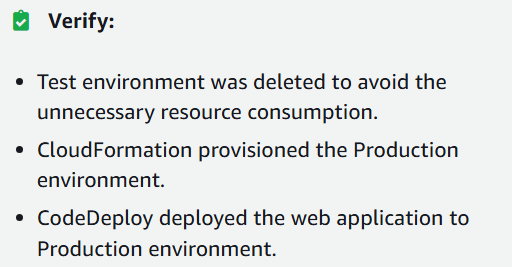 Verify:
• Test environment was deleted to avoid the
unnecessary resource consumption.
• CloudFormation provisioned the Production
environment.
• CodeDeploy deployed the web application to
Production environment.